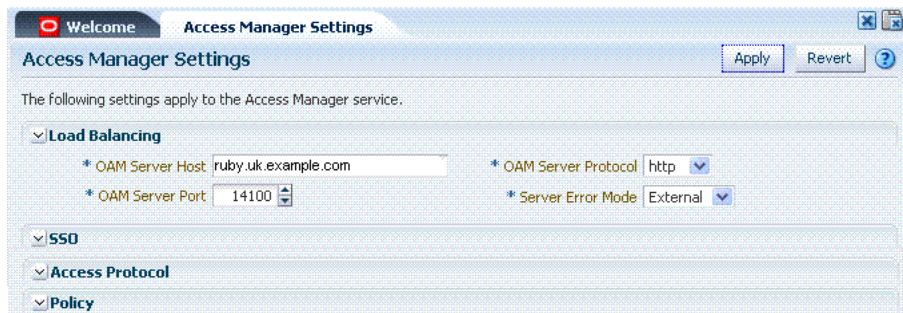 Welcome Access Manager Settings
Access Manager Settings Apply Revert ?
The following settings apply to the Access Manager service.
Load Balancing
* OAM Server Host ruby.uk.example.com * OAM Server Protocol http
* OAM Server Port 14100 * Server Error Mode External
SSO
Access Protocol
Policy